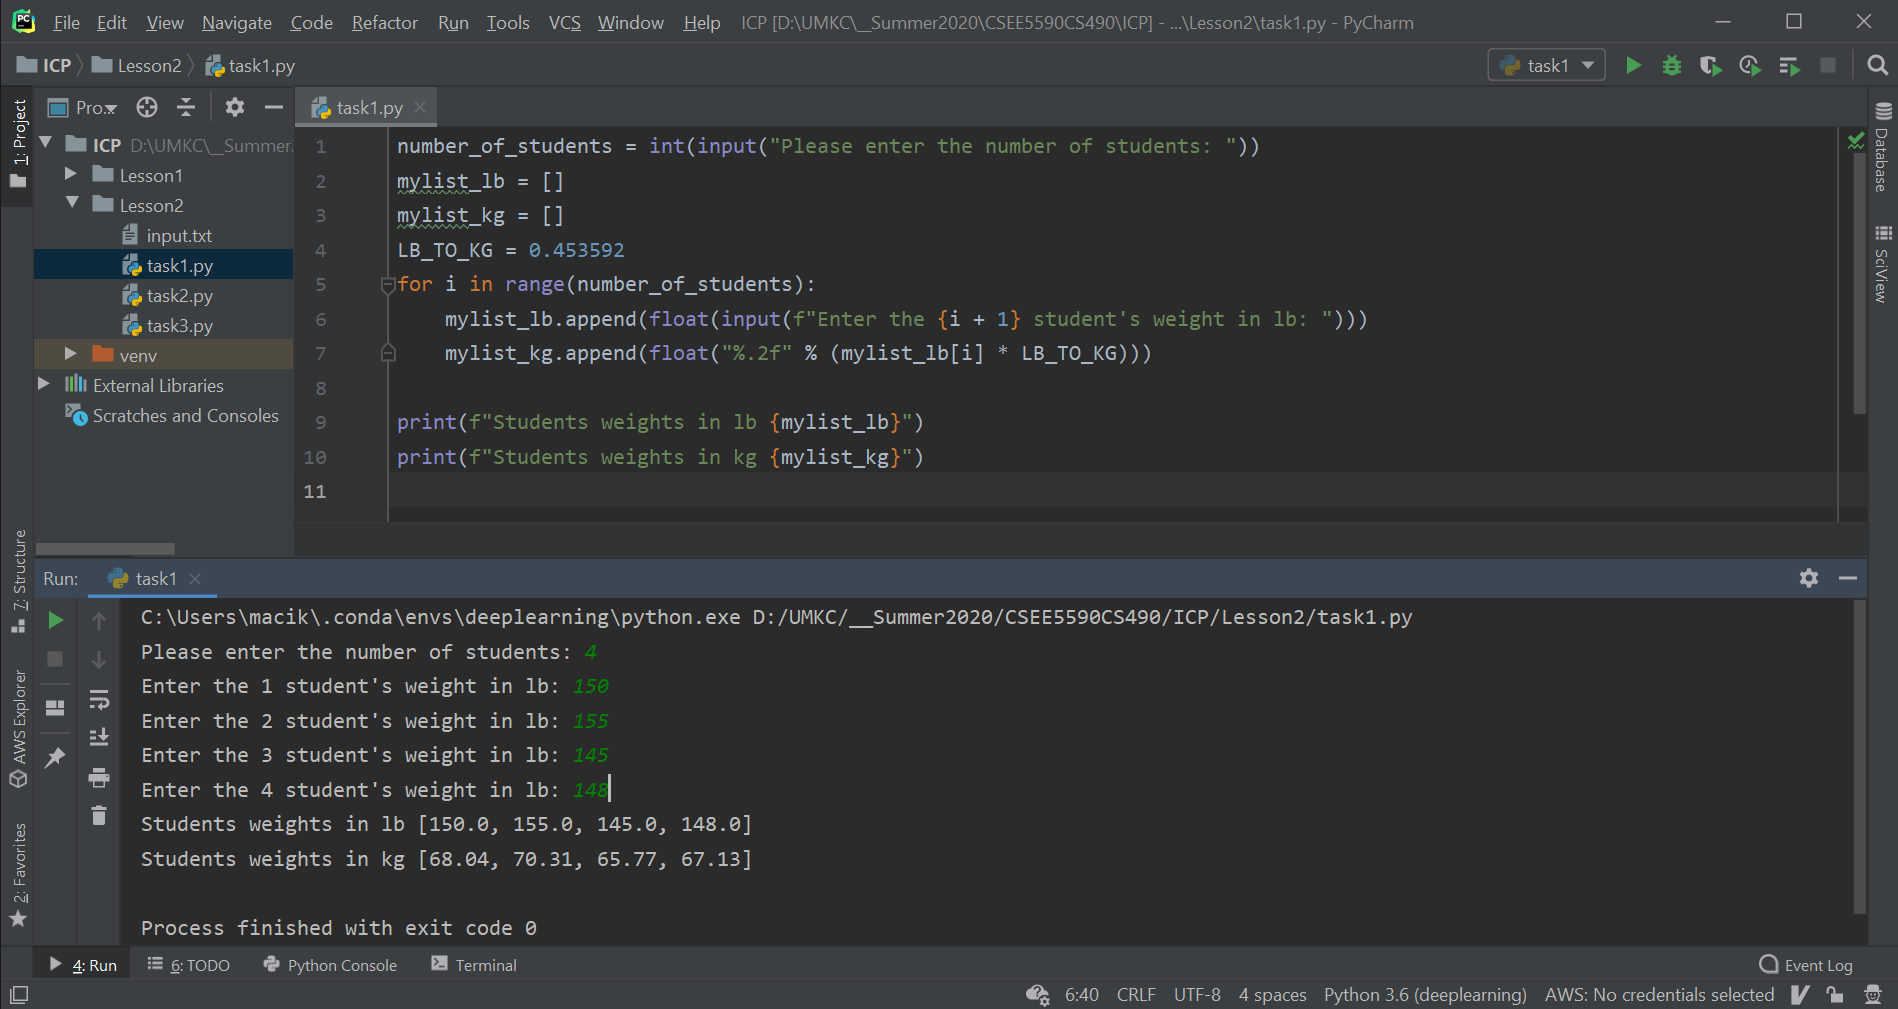 PC File Edit View Navigate Code Refactor Run Tools VCS Window Help ICP [D:\UMKC\__Summer2020\CSEE5590CS490\ICP] - ...\Lesson2\task1.py - PyCharm
ICP Lesson2 task1.py task1
1: Project
Pro...
task1.py
ICP D:\UMKC\__Summer.
Lesson1
Lesson2
input.txt
task1.py
task2.py
task3.py
venv
External Libraries
Scratches and Consoles
1 number_of_students = int(input("Please enter the number of students: "))
2 mylist_lb = []
3 mylist_kg = []
4 LB_TO_KG = 0.453592
5 for i in range(number_of_students):
6 mylist_lb.append(float(input(f"Enter the {i + 1} student's weight in lb: ")))
7 mylist_kg.append(float("%.2f" % (mylist_lb[i] * LB_TO_KG)))
8
9 print(f"Students weights in lb {mylist_lb}")
10 print(f"Students weights in kg {mylist_kg}")
11
Database
SciView
7: Structure
AWS Explorer
2: Favorites
Run: task1
C:\Users\macik\.conda\envs\deeplearning\python.exe D:/UMKC/__Summer2020/CSEE5590CS490/ICP/Lesson2/task1.py
Please enter the number of students: 4
Enter the 1 student's weight in lb: 150
Enter the 2 student's weight in lb: 155
Enter the 3 student's weight in lb: 145
Enter the 4 student's weight in lb: 148
Students weights in lb [150.0, 155.0, 145.0, 148.0]
Students weights in kg [68.04, 70.31, 65.77, 67.13]
Process finished with exit code 0
4: Run 6: TODO Python Console Terminal Event Log
6:40 CRLF UTF-8 4 spaces Python 3.6 (deeplearning) AWS: No credentials selected